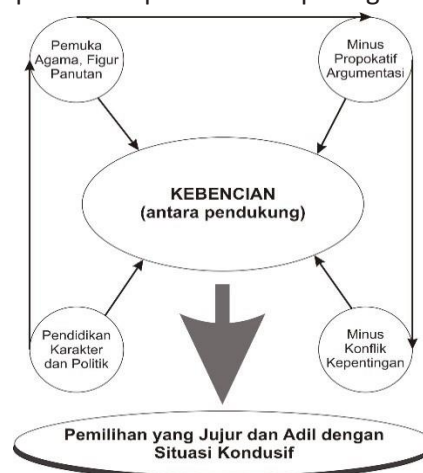 Pemuka
Agama, Figur
Panutan
Minus
Propokatif
Argumentasi
KEBENCIAN
(antara pendukung)
Pendidikan
Karakter
dan Politik
Minus
Konflik
Kepentingan
Pemilihan yang Jujur dan Adil dengan
Situasi Kondusif